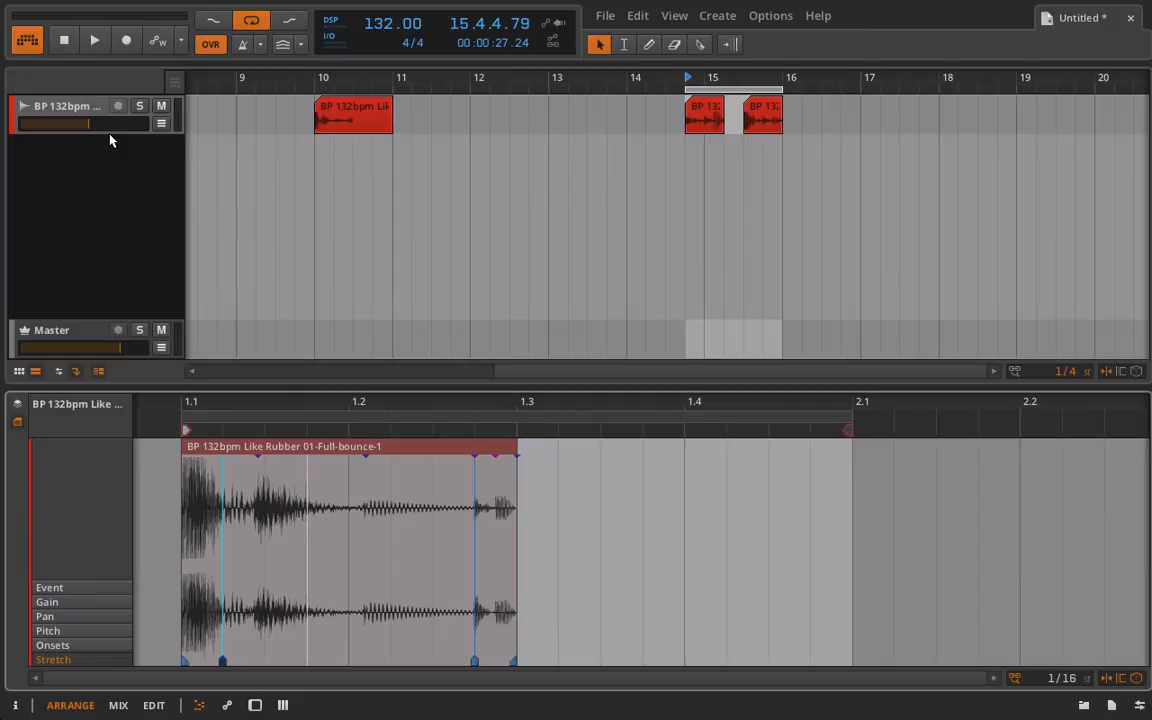 DSP 132.00 15.4.4.79
I/O 4/4 00:00:27.24
OVR
File Edit View Create Options Help
Untitled *
9 10 11 12 13 14 15 16 17 18 19 20
BP 132bpm ... S M
BP 132bpm Lik
BP 132
BP 132
Master S M
1/4 st
BP 132bpm Like ...
1.1 1.2 1.3 1.4 2.1 2.2
BP 132bpm Like Rubber 01-Full-bounce-1
Event
Gain
Pan
Pitch
Onsets
Stretch
1/16 st
i ARRANGE MIX EDIT